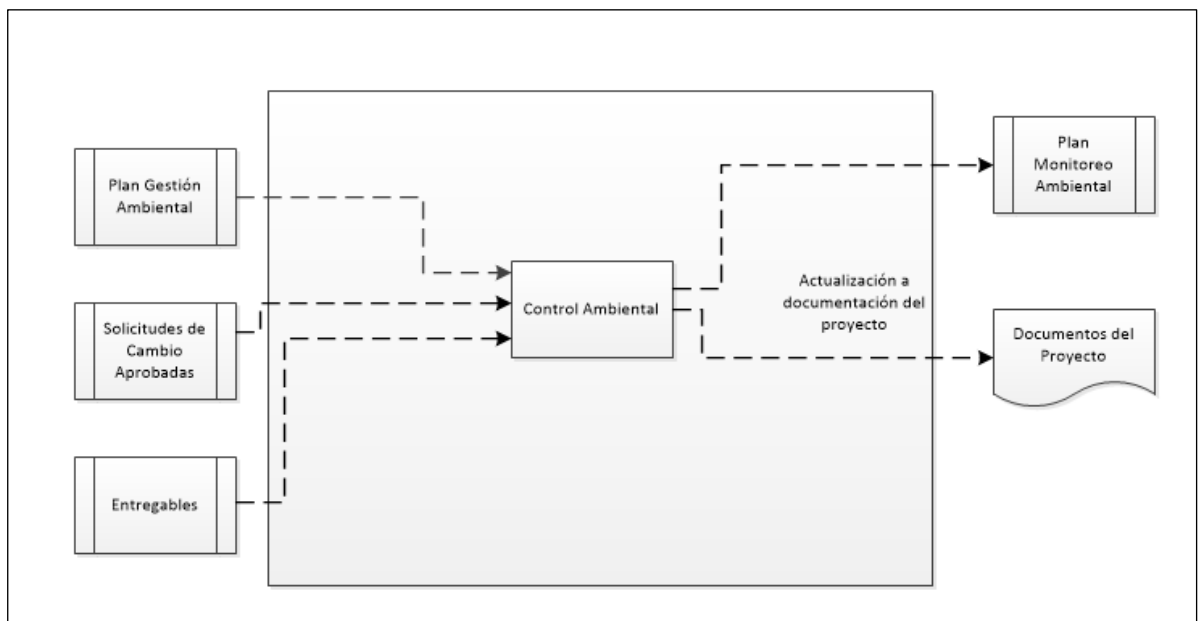 Plan Gestión
Ambiental
Solicitudes de
Cambio
Aprobadas
Entregables
Control Ambiental
Actualización a
documentación del
proyecto
Plan
Monitoreo
Ambiental
Documentos del
Proyecto